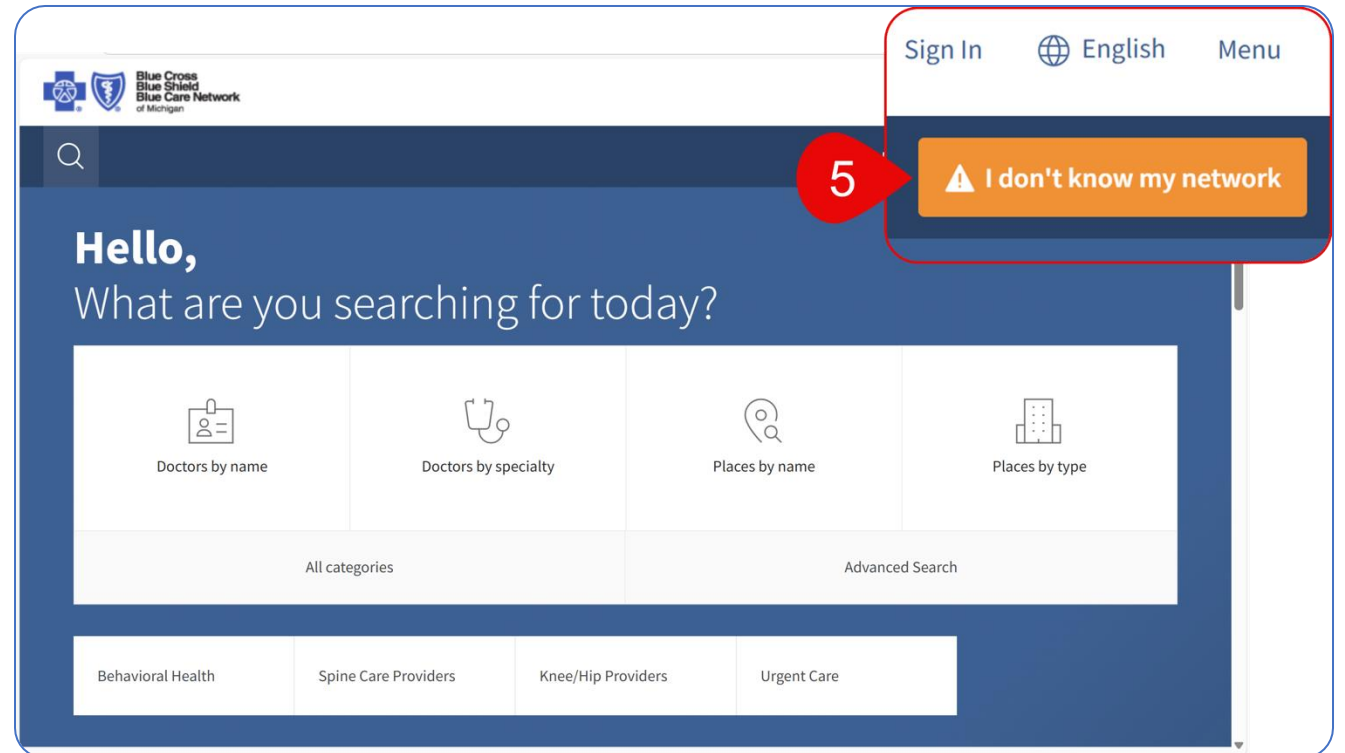 Sign In
English
Menu
Blue Cross
Blue Shield
Blue Care Network
of Michigan
5
I don't know my network
Hello,
What are you searching for today?
Doctors by name
Doctors by specialty
Places by name
Places by type
All categories
Advanced Search
Behavioral Health
Spine Care Providers
Knee/Hip Providers
Urgent Care